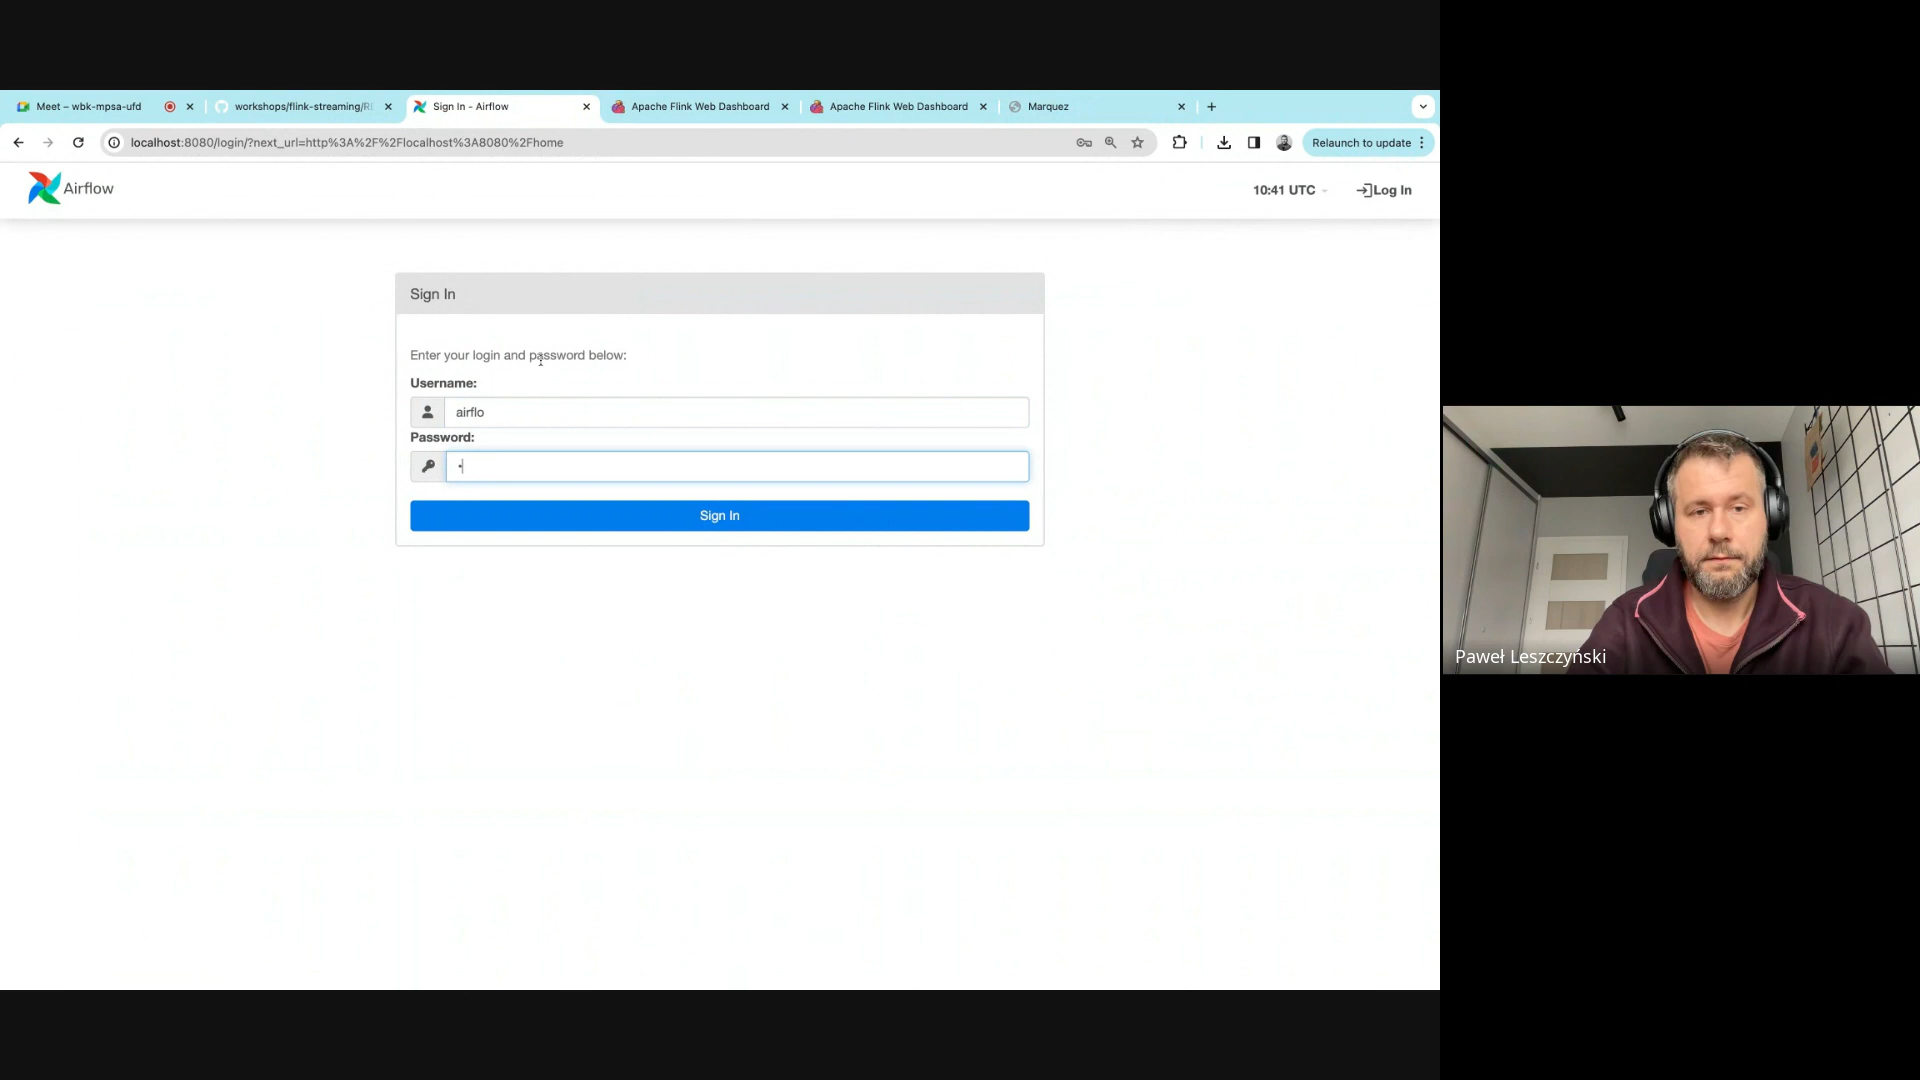 Meet – wbk-mpsa-ufd
workshops/flink-streaming/RE
Sign In - Airflow
Apache Flink Web Dashboard
Apache Flink Web Dashboard
Marquez
localhost:8080/login/?next_url=http%3A%2F%2Flocalhost%3A8080%2Fhome
Relaunch to update
Airflow
10:41 UTC
Log In
Sign In
Enter your login and password below:
Username:
airflo
Password:
Sign In
Paweł Leszczyński